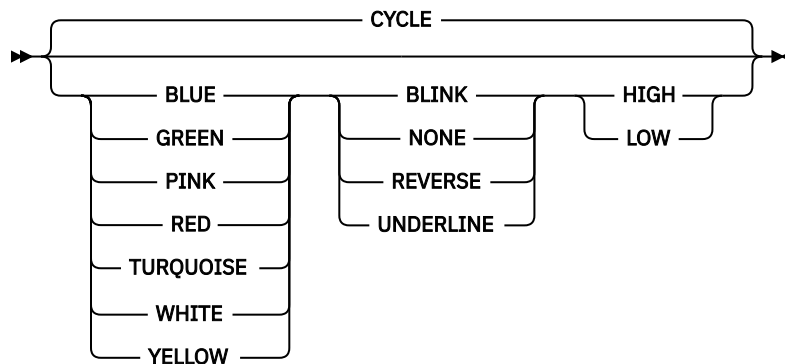 CYCLE
BLUE BLINK HIGH
GREEN NONE LOW
PINK REVERSE
RED UNDERLINE
TURQUOISE
WHITE
YELLOW